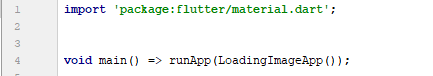 1 import 'package:flutter/material.dart';
2
3
4 void main() => runApp(LoadingImageApp());